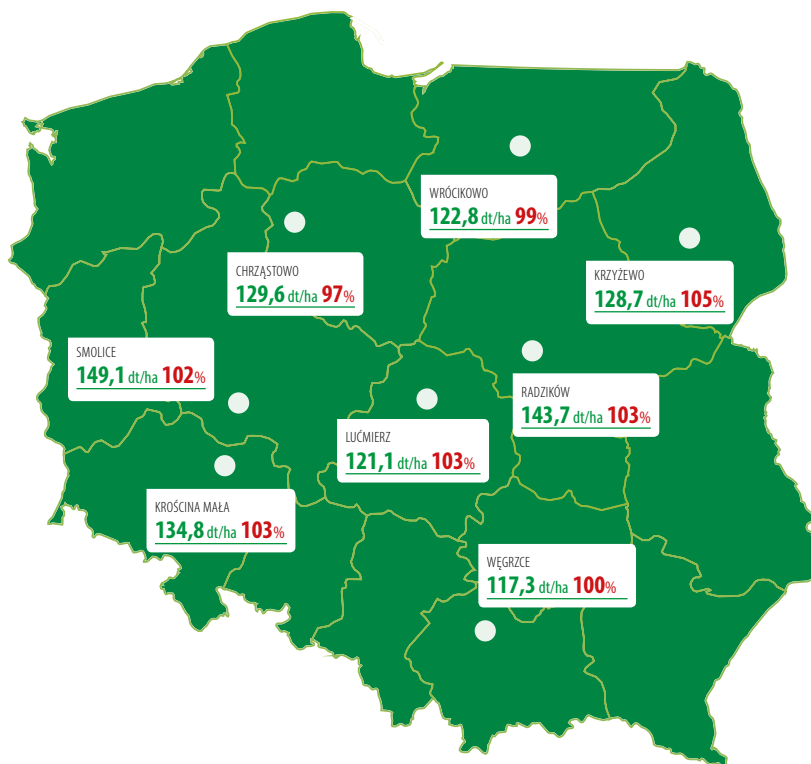 WRÓCIKOWO
122,8 dt/ha 99%
CHRZĄSTOWO
129,6 dt/ha 97%
KRZYŻEWO
128,7 dt/ha 105%
SMOLICE
149,1 dt/ha 102%
RADZIKÓW
143,7 dt/ha 103%
LUĆMIERZ
121,1 dt/ha 103%
KROŚCINA MAŁA
134,8 dt/ha 103%
WĘGRZCE
117,3 dt/ha 100%